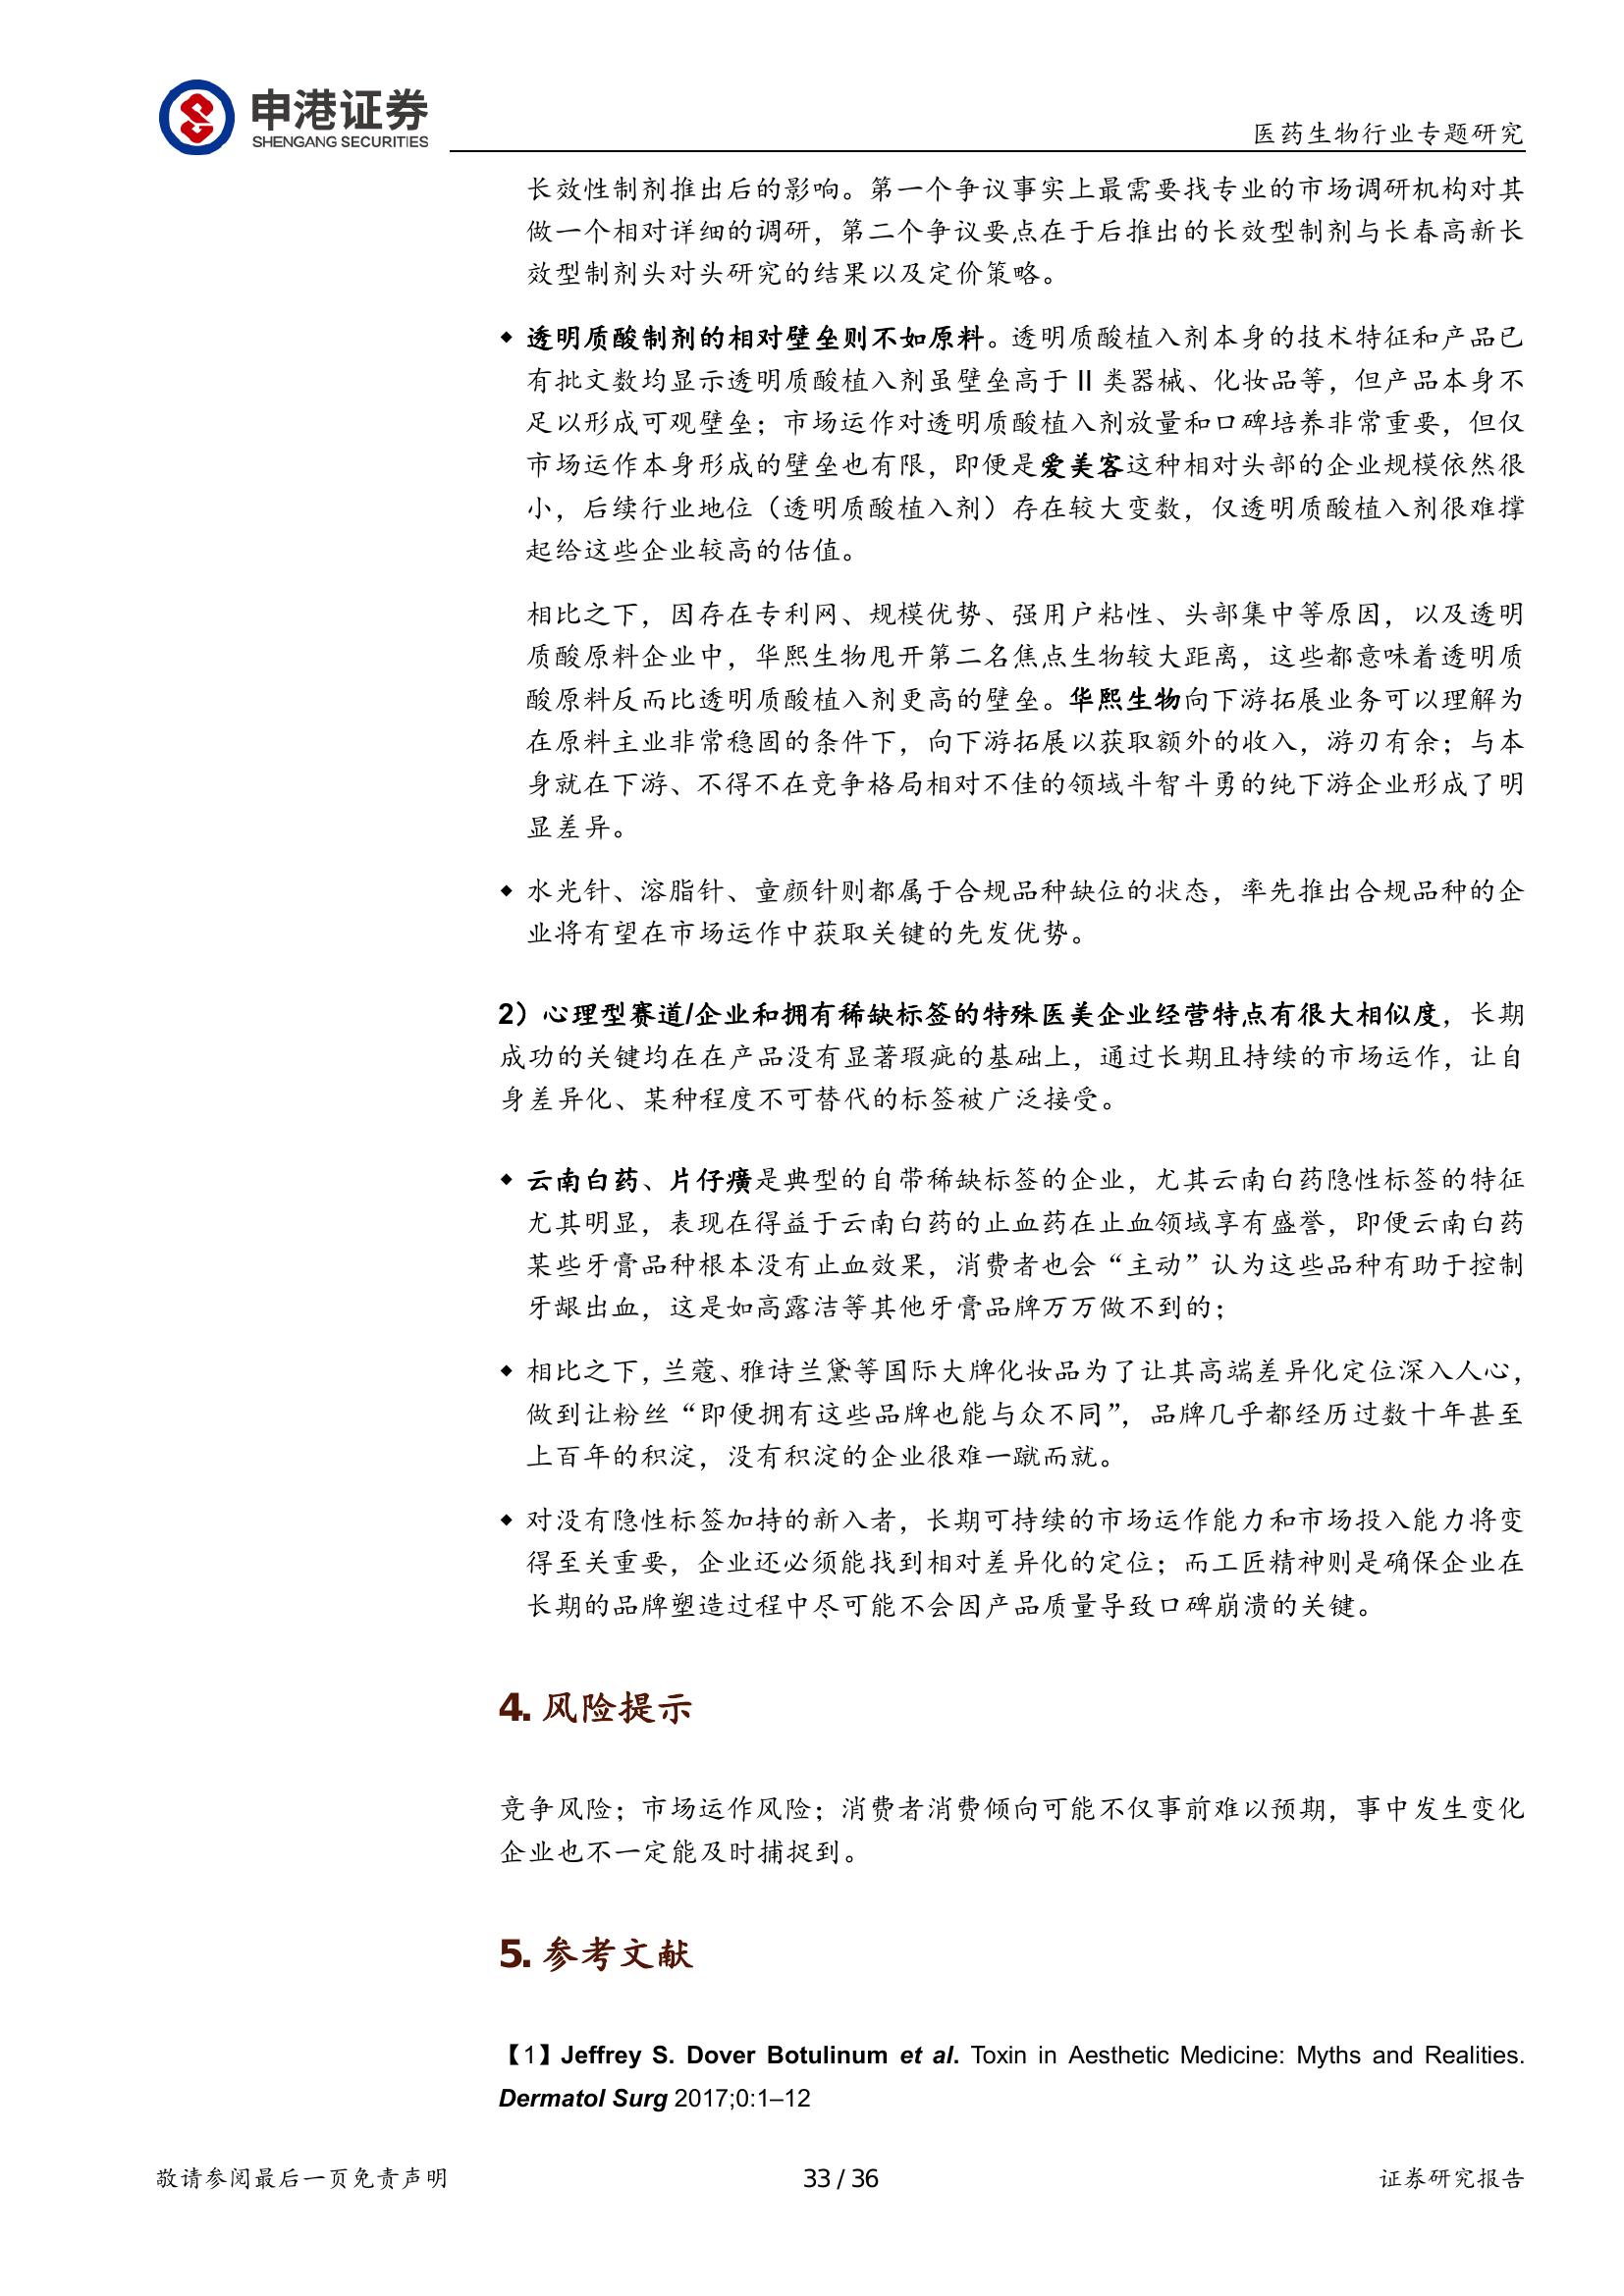 申港证券
SHENGANG SECURITIES
医药生物行业专题研究
长效性制剂推出后的影响。第一个争议事实上最需要找专业的市场调研机构对其
做一个相对详细的调研，第二个争议要点在于后推出的长效型制剂与长春高新长
效型制剂头对头研究的结果以及定价策略。
◆ 透明质酸制剂的相对壁垒则不如原料。透明质酸植入剂本身的技术特征和产品已
有批文数均显示透明质酸植入剂虽壁垒高于 II 类器械、化妆品等，但产品本身不
足以形成可观壁垒；市场运作对透明质酸植入剂放量和口碑培养非常重要，但仅
市场运作本身形成的壁垒也有限，即便是爱美客这种相对头部的企业规模依然很
小，后续行业地位（透明质酸植入剂）存在较大变数，仅透明质酸植入剂很难撑
起给这些企业较高的估值。
相比之下，因存在专利网、规模优势、强用户粘性、头部集中等原因，以及透明
质酸原料企业中，华熙生物甩开第二名焦点生物较大距离，这些都意味着透明质
酸原料反而比透明质酸植入剂更高的壁垒。华熙生物向下游拓展业务可以理解为
在原料主业非常稳固的条件下，向下游拓展以获取额外的收入，游刃有余；与本
身就在下游、不得不在竞争格局相对不佳的领域斗智斗勇的纯下游企业形成了明
显差异。
◆ 水光针、溶脂针、童颜针则都属于合规品种缺位的状态，率先推出合规品种的企
业将有望在市场运作中获取关键的先发优势。
2）心理型赛道/企业和拥有稀缺标签的特殊医美企业经营特点有很大相似度，长期
成功的关键均在在产品没有显著瑕疵的基础上，通过长期且持续的市场运作，让自
身差异化、某种程度不可替代的标签被广泛接受。
◆ 云南白药、片仔癀是典型的自带稀缺标签的企业，尤其云南白药隐性标签的特征
尤其明显，表现在得益于云南白药的止血药在止血领域享有盛誉，即便云南白药
某些牙膏品种根本没有止血效果，消费者也会“主动”认为这些品种有助于控制
牙龈出血，这是如高露洁等其他牙膏品牌万万做不到的；
◆ 相比之下，兰蔻、雅诗兰黛等国际大牌化妆品为了让其高端差异化定位深入人心，
做到让粉丝“即便拥有这些品牌也能与众不同”，品牌几乎都经历过数十年甚至
上百年的积淀，没有积淀的企业很难一蹴而就。
◆ 对没有隐性标签加持的新入者，长期可持续的市场运作能力和市场投入能力将变
得至关重要，企业还必须能找到相对差异化的定位；而工匠精神则是确保企业在
长期的品牌塑造过程中尽可能不会因产品质量导致口碑崩溃的关键。
4. 风险提示
竞争风险；市场运作风险；消费者消费倾向可能不仅事前难以预期，事中发生变化
企业也不一定能及时捕捉到。
5. 参考文献
【1】Jeffrey S. Dover Botulinum et al. Toxin in Aesthetic Medicine: Myths and Realities.
Dermatol Surg 2017;0:1–12
敬请参阅最后一页免责声明
33 / 36
证券研究报告